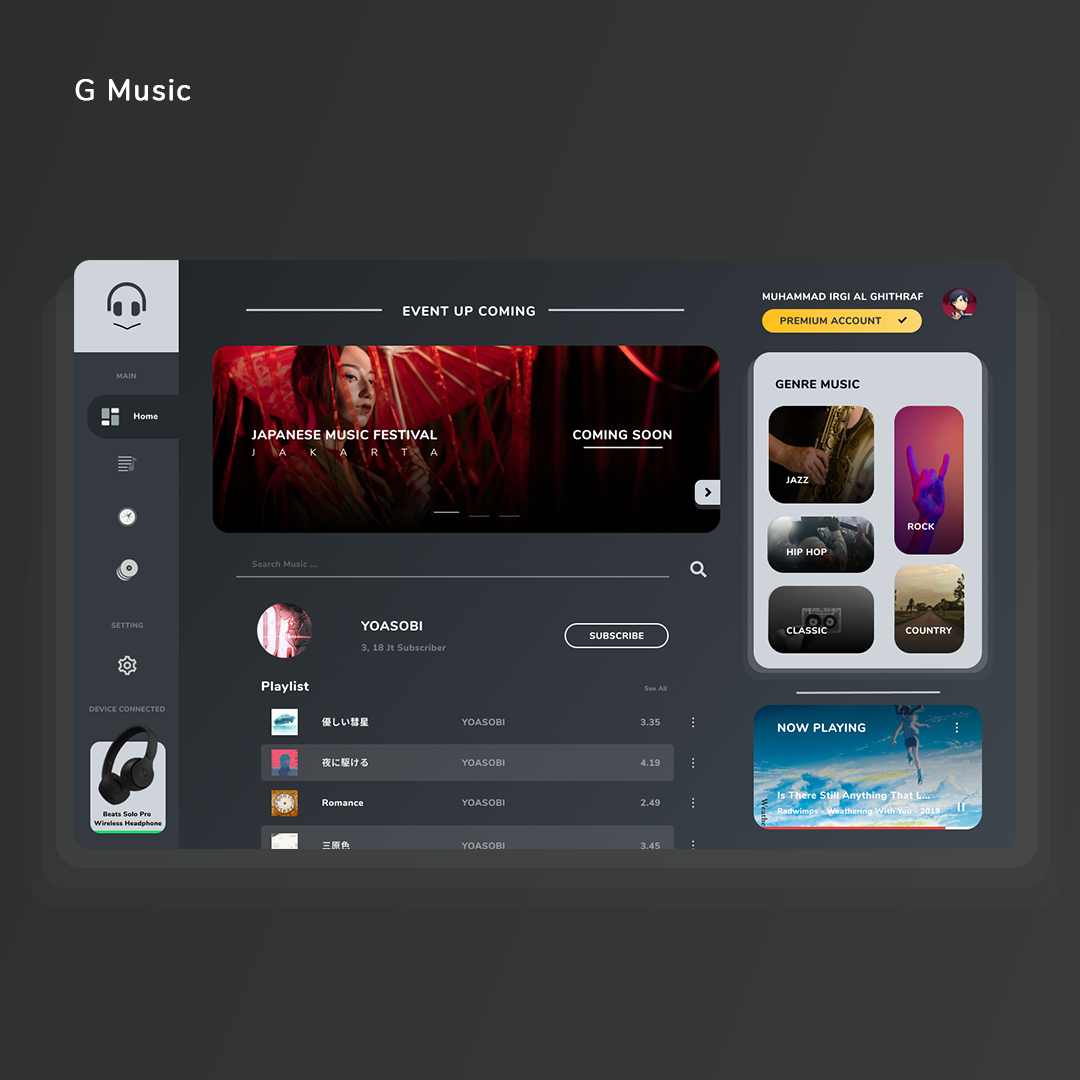 G Music
MAIN
Home
SETTING
DEVICE CONNECTED
Beats Solo Pro
Wireless Headphone
EVENT UP COMING
JAPANESE MUSIC FESTIVAL
JAKARTA
COMING SOON
Search Music ...
YOASOBI
3, 18 Jt Subscriber
SUBSCRIBE
Playlist
See All
優しい彗星 YOASOBI 3.35
夜に駆ける YOASOBI 4.19
Romance YOASOBI 2.49
三原色 YOASOBI 3.45
MUHAMMAD IRGI AL GHITHRAF
PREMIUM ACCOUNT
GENRE MUSIC
JAZZ
ROCK
HIP HOP
CLASSIC
COUNTRY
NOW PLAYING
Is There Still Anything That L...
Radwimps - Weathering With You - 2019
Weathe